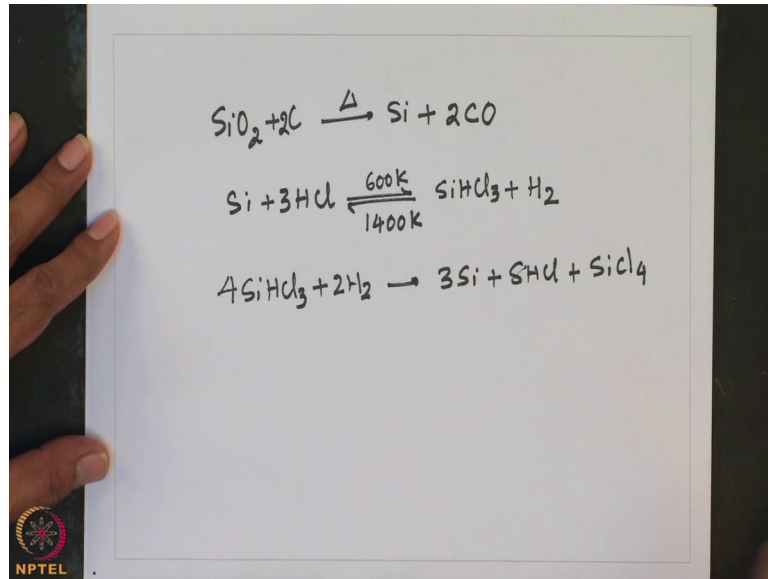 SiO2 +2C Δ→ Si + 2CO
Si + 3HCl 600K ⇌ 1400K SiHCl3 + H2
4SiHCl3 + 2H2 → 3Si + 8HCl + SiCl4
NPTEL